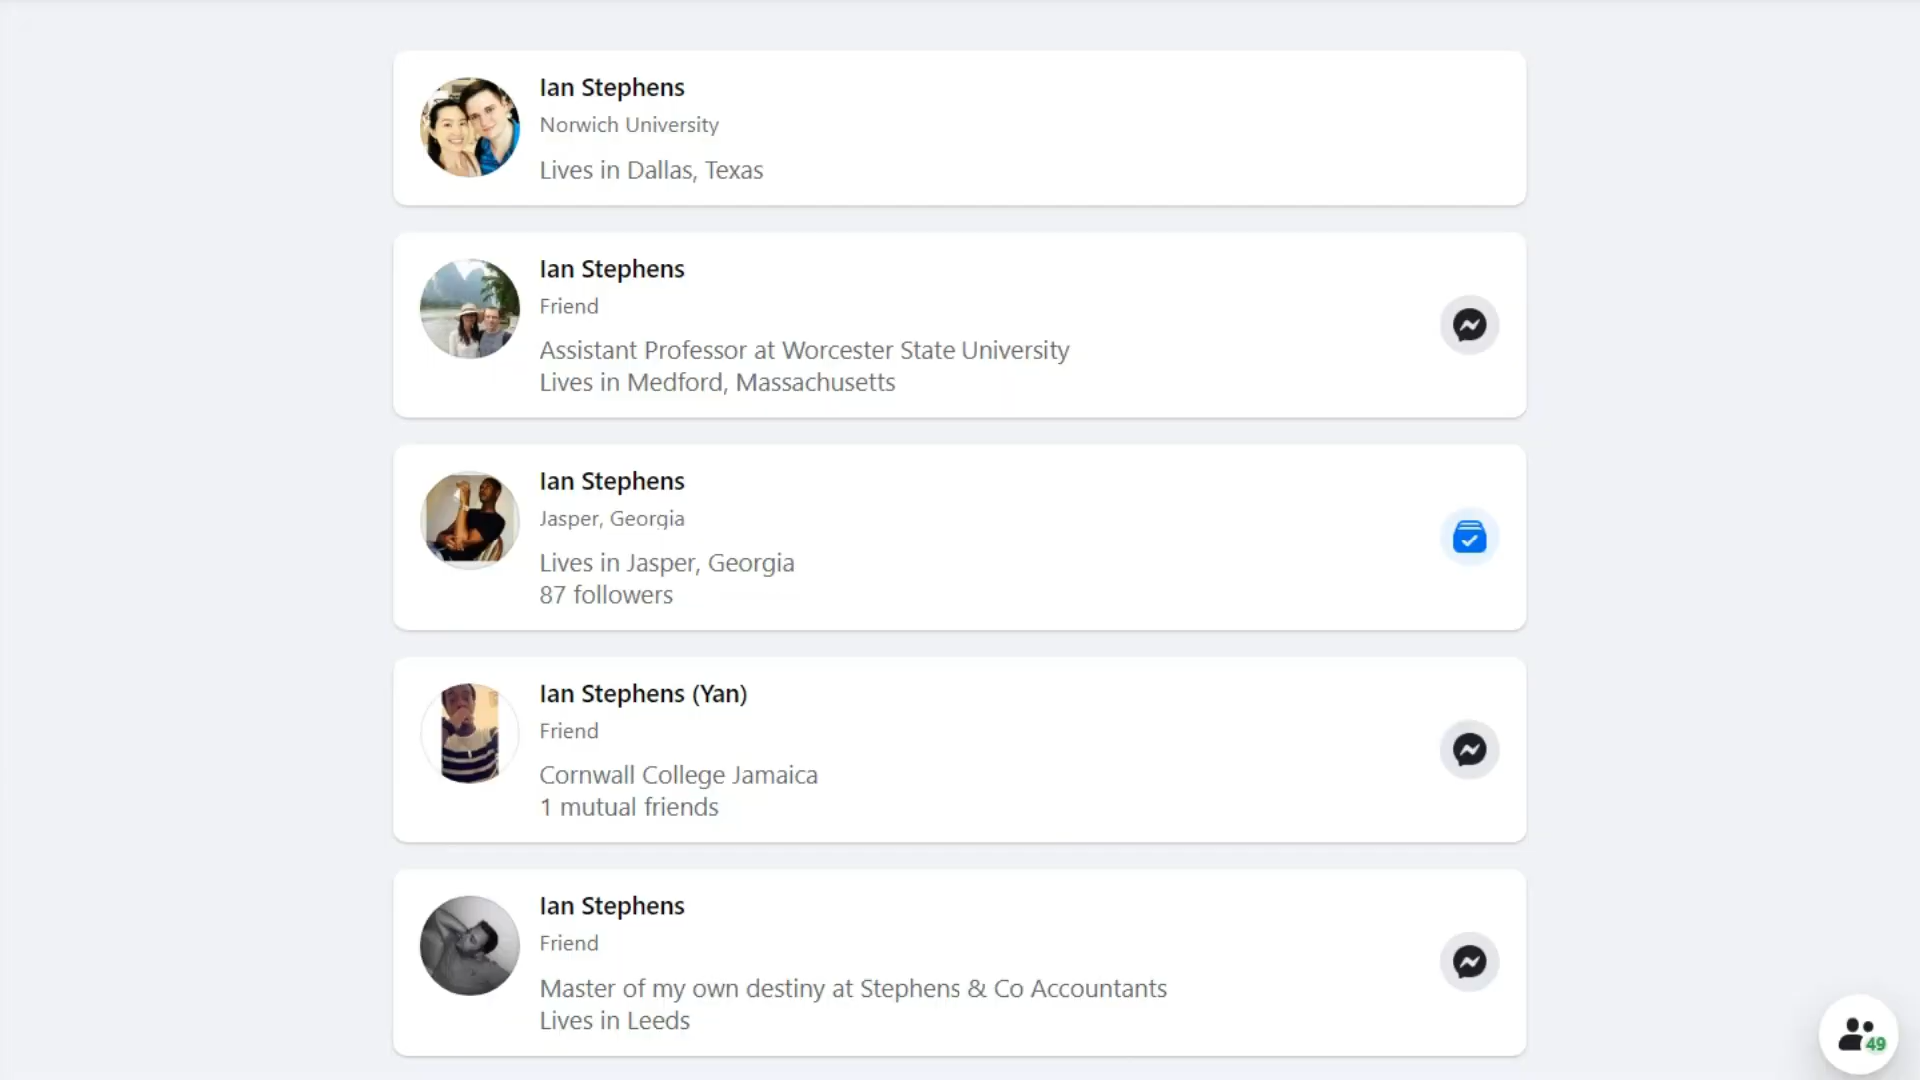 Ian Stephens
Norwich University
Lives in Dallas, Texas
Ian Stephens
Friend
Assistant Professor at Worcester State University
Lives in Medford, Massachusetts
Ian Stephens
Jasper, Georgia
Lives in Jasper, Georgia
87 followers
Ian Stephens (Yan)
Friend
Cornwall College Jamaica
1 mutual friends
Ian Stephens
Friend
Master of my own destiny at Stephens & Co Accountants
Lives in Leeds
49